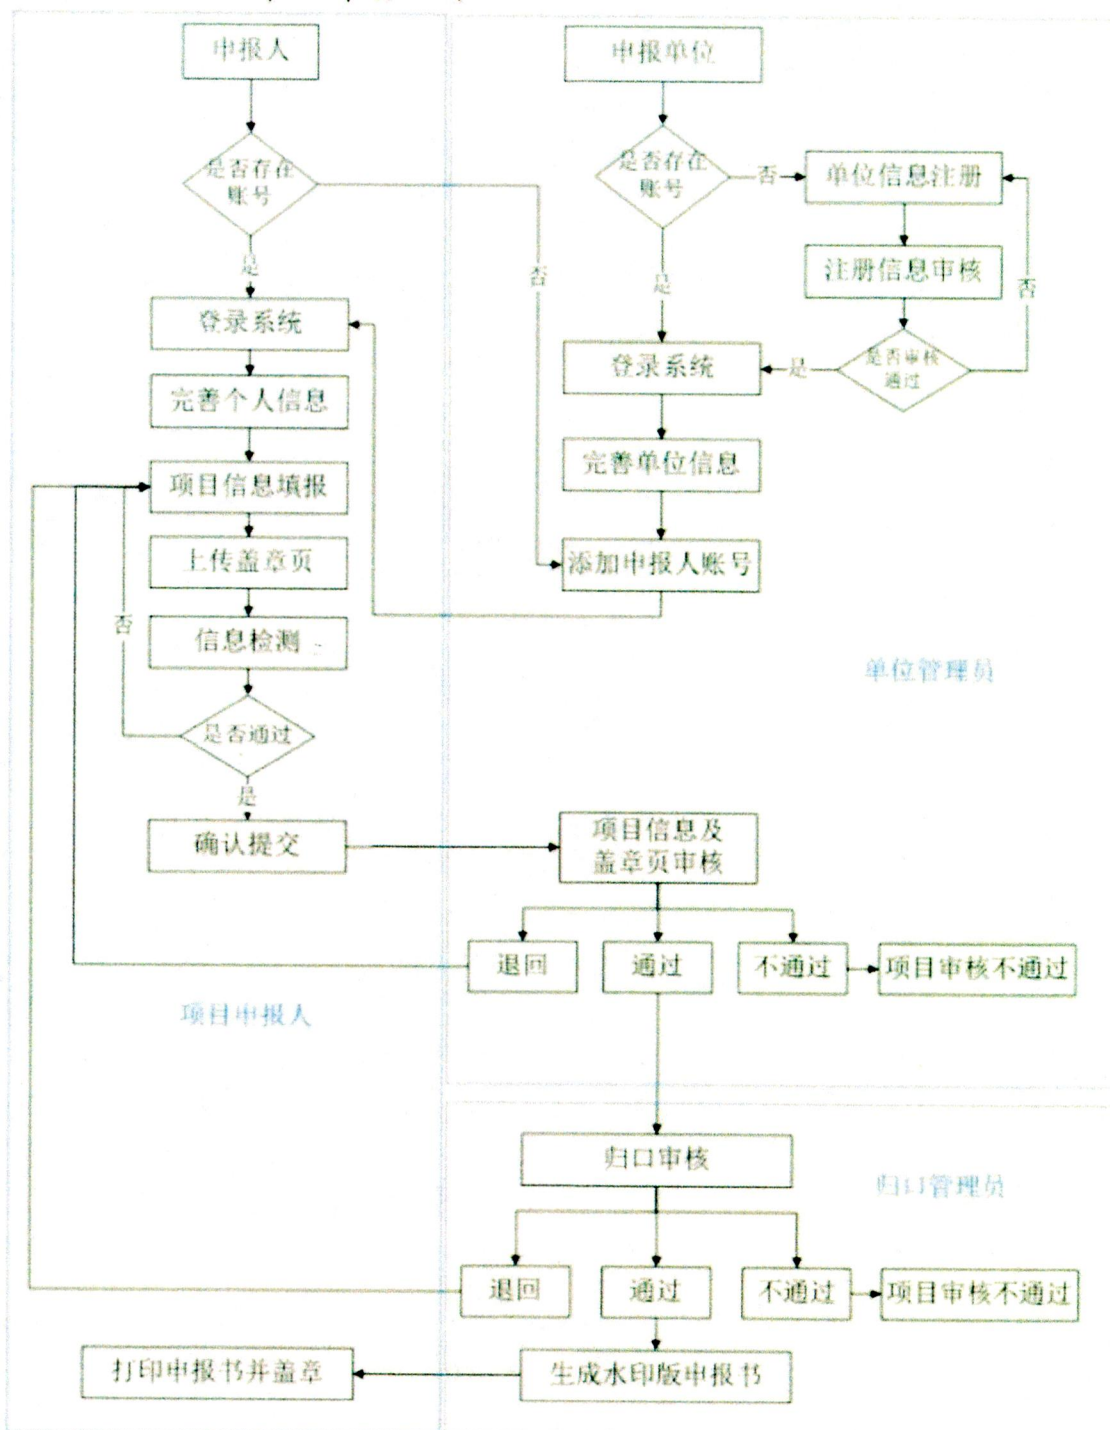 申报人
申报单位
是否存在
账号
是否存在
账号
否
单位信息注册
是
否
是
注册信息审核
否
登录系统
登录系统
是
是否审核
通过
完善个人信息
完善单位信息
项目信息填报
上传盖章页
添加申报人账号
否
信息检测
单位管理员
是否通过
是
确认提交
项目信息及
盖章页审核
退回
通过
不通过
项目审核不通过
项目申报人
归口审核
归口管理员
退回
通过
不通过
项目审核不通过
打印申报书并盖章
生成水印版申报书